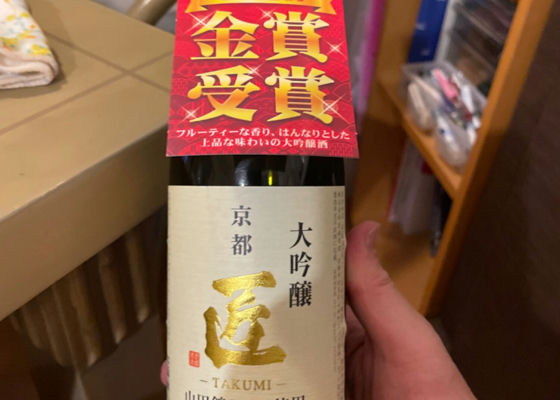 金賞
受賞
フルーティーな香り、はんなりとした
上品な味わいの大吟醸酒
大吟醸
京都
匠
– TAKUMI –